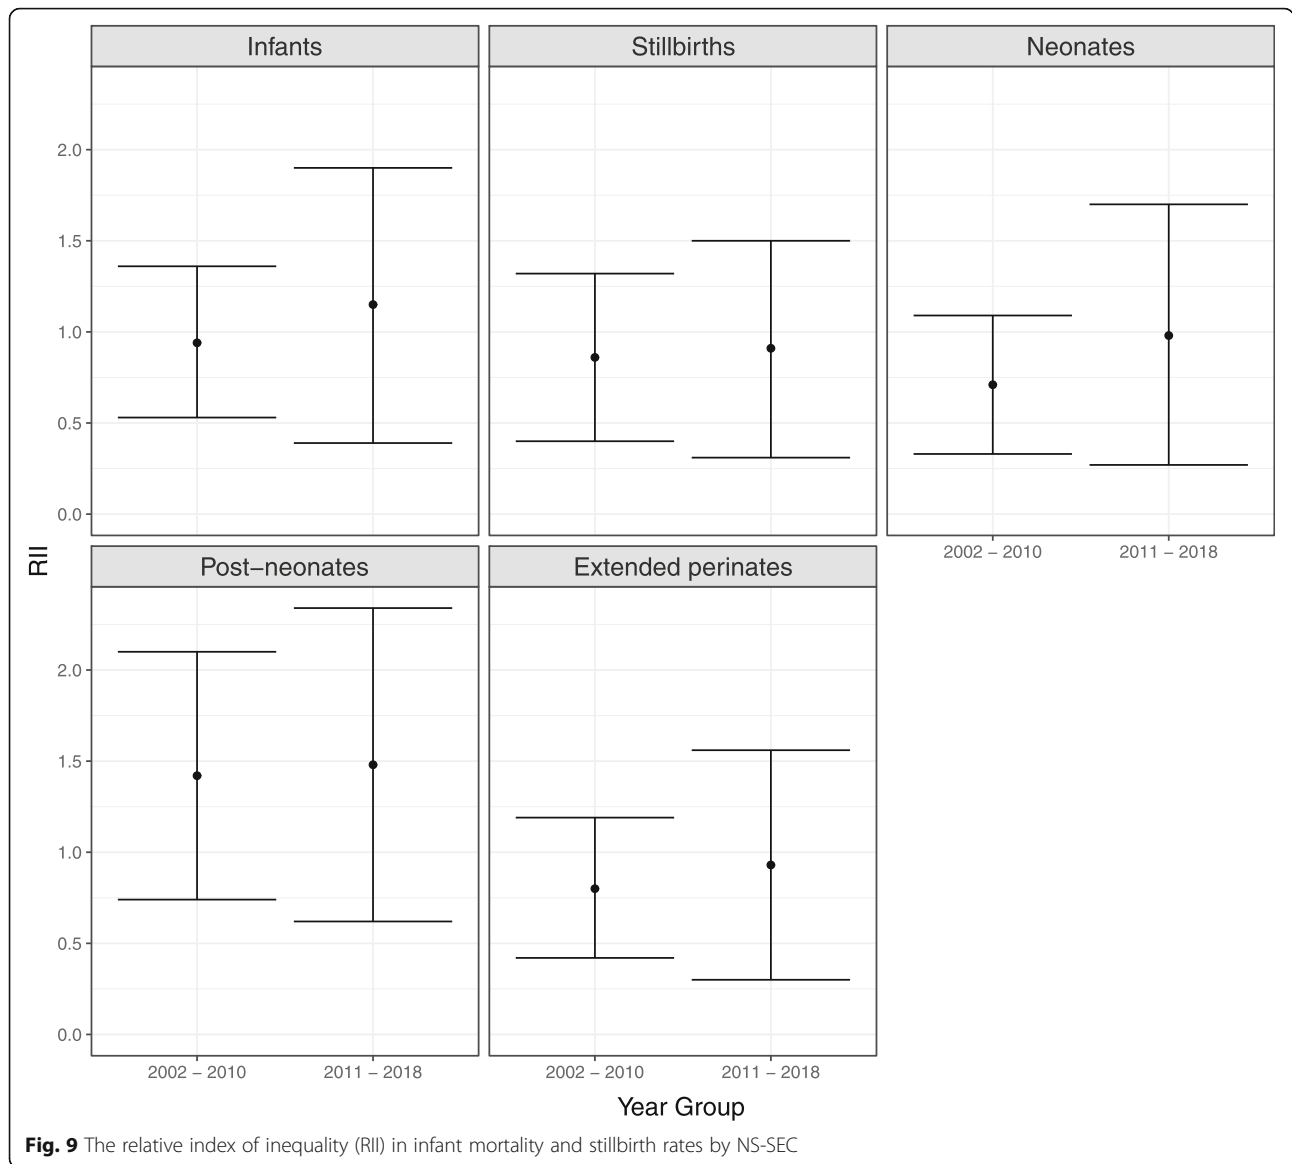 Infants
Stillbirths
Neonates
2.0
1.5
1.0
0.5
0.0
2002 – 2010
2011 – 2018
RII
Post–neonates
Extended perinates
2.0
1.5
1.0
0.5
0.0
2002 – 2010
2011 – 2018
2002 – 2010
2011 – 2018
Year Group
Fig. 9 The relative index of inequality (RII) in infant mortality and stillbirth rates by NS-SEC